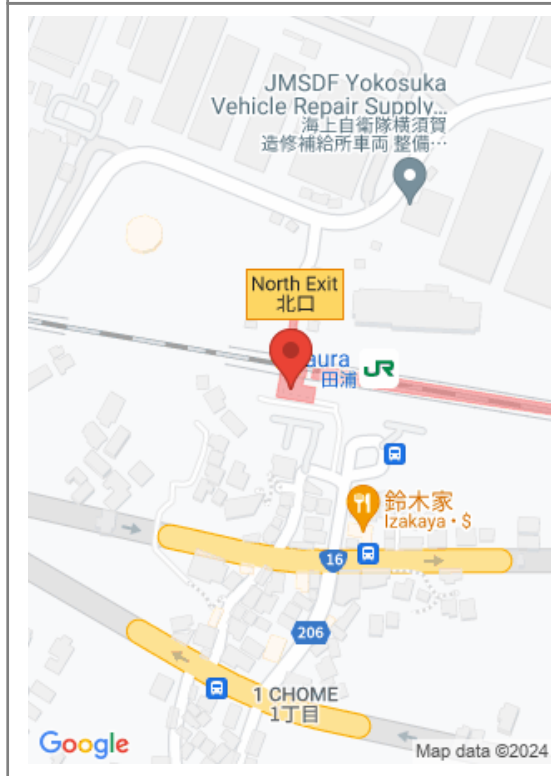 JMSDF Yokosuka
Vehicle Repair Supply...
海上自衛隊横須賀
造修補給所車両 整備…
North Exit
北口
aura
田浦
JR
鈴木家
Izakaya • $
16
206
1 CHOME
1丁目
Google
Map data ©2024